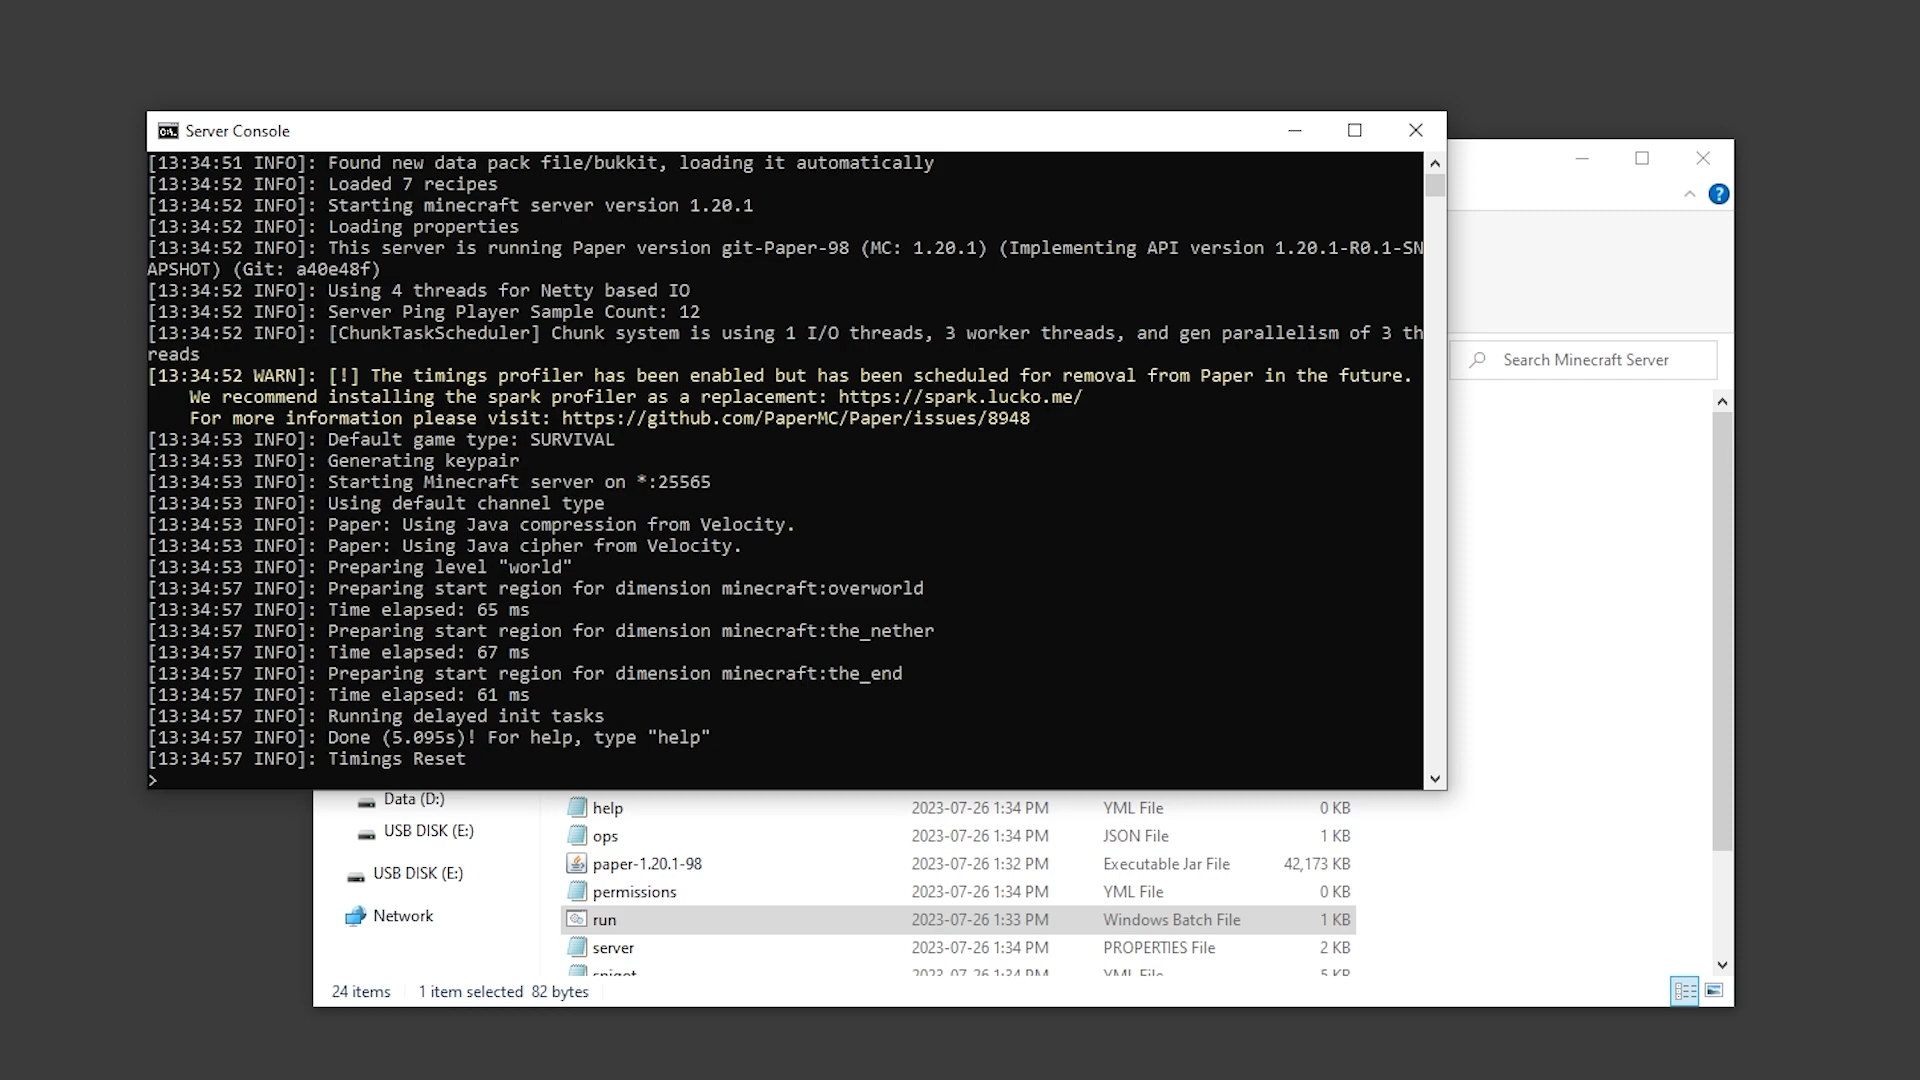 Server Console
[13:34:51 INFO]: Found new data pack file/bukkit, loading it automatically
[13:34:52 INFO]: Loaded 7 recipes
[13:34:52 INFO]: Starting minecraft server version 1.20.1
[13:34:52 INFO]: Loading properties
[13:34:52 INFO]: This server is running Paper version git-Paper-98 (MC: 1.20.1) (Implementing API version 1.20.1-R0.1-SN
APSHOT) (Git: a40e48f)
[13:34:52 INFO]: Using 4 threads for Netty based IO
[13:34:52 INFO]: Server Ping Player Sample Count: 12
[13:34:52 INFO]: [ChunkTaskScheduler] Chunk system is using 1 I/O threads, 3 worker threads, and gen parallelism of 3 th
reads
[13:34:52 WARN]: [!] The timings profiler has been enabled but has been scheduled for removal from Paper in the future.
We recommend installing the spark profiler as a replacement: https://spark.lucko.me/
For more information please visit: https://github.com/PaperMC/Paper/issues/8948
[13:34:53 INFO]: Default game type: SURVIVAL
[13:34:53 INFO]: Generating keypair
[13:34:53 INFO]: Starting Minecraft server on *:25565
[13:34:53 INFO]: Using default channel type
[13:34:53 INFO]: Paper: Using Java compression from Velocity.
[13:34:53 INFO]: Paper: Using Java cipher from Velocity.
[13:34:53 INFO]: Preparing level "world"
[13:34:57 INFO]: Preparing start region for dimension minecraft:overworld
[13:34:57 INFO]: Time elapsed: 65 ms
[13:34:57 INFO]: Preparing start region for dimension minecraft:the_nether
[13:34:57 INFO]: Time elapsed: 67 ms
[13:34:57 INFO]: Preparing start region for dimension minecraft:the_end
[13:34:57 INFO]: Time elapsed: 61 ms
[13:34:57 INFO]: Running delayed init tasks
[13:34:57 INFO]: Done (5.095s)! For help, type "help"
[13:34:57 INFO]: Timings Reset
>
Search Minecraft Server
Data (D:)
USB DISK (E:)
USB DISK (E:)
Network
help 2023-07-26 1:34 PM YML File 0 KB
ops 2023-07-26 1:34 PM JSON File 1 KB
paper-1.20.1-98 2023-07-26 1:32 PM Executable Jar File 42,173 KB
permissions 2023-07-26 1:34 PM YML File 0 KB
run 2023-07-26 1:33 PM Windows Batch File 1 KB
server 2023-07-26 1:34 PM PROPERTIES File 2 KB
spigot 2023-07-26 1:34 PM YML File 5 KB
24 items 1 item selected 82 bytes